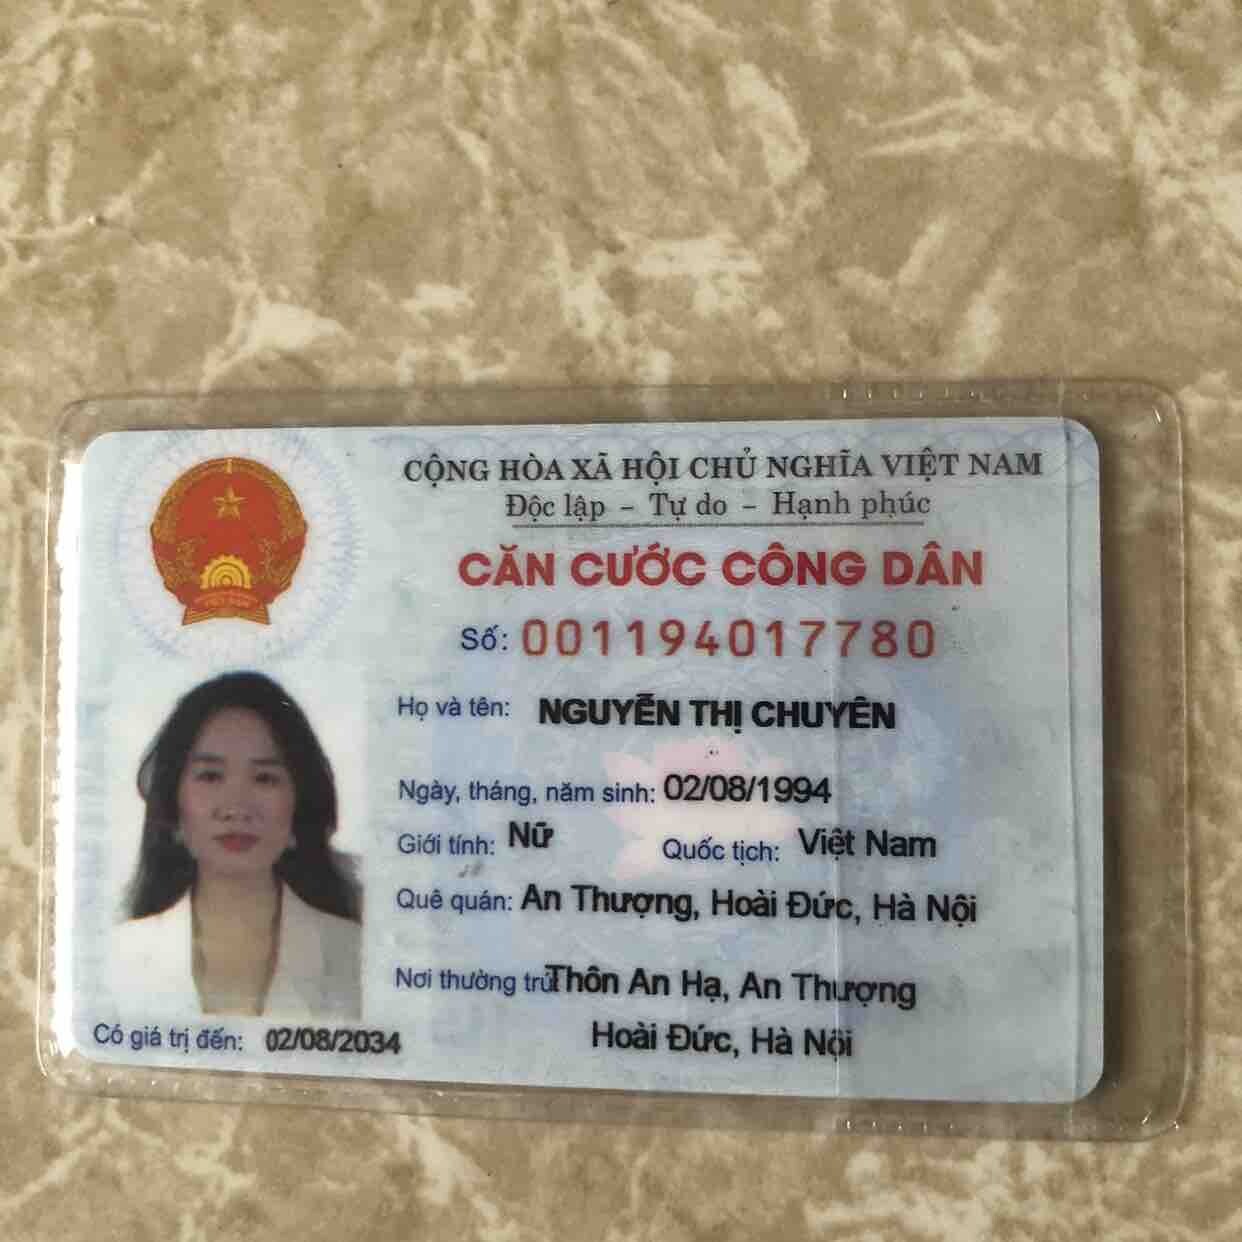 CỘNG HÒA XÃ HỘI CHỦ NGHĨA VIỆT NAM
Độc lập – Tự do – Hạnh phúc
CĂN CƯỚC CÔNG DÂN
Số: 001194017780
Họ và tên: NGUYỄN THỊ CHUYÊN
Ngày, tháng, năm sinh: 02/08/1994
Giới tính: Nữ Quốc tịch: Việt Nam
Quê quán: An Thượng, Hoài Đức, Hà Nội
Nơi thường trú: Thôn An Hạ, An Thượng
Hoài Đức, Hà Nội
Có giá trị đến: 02/08/2034